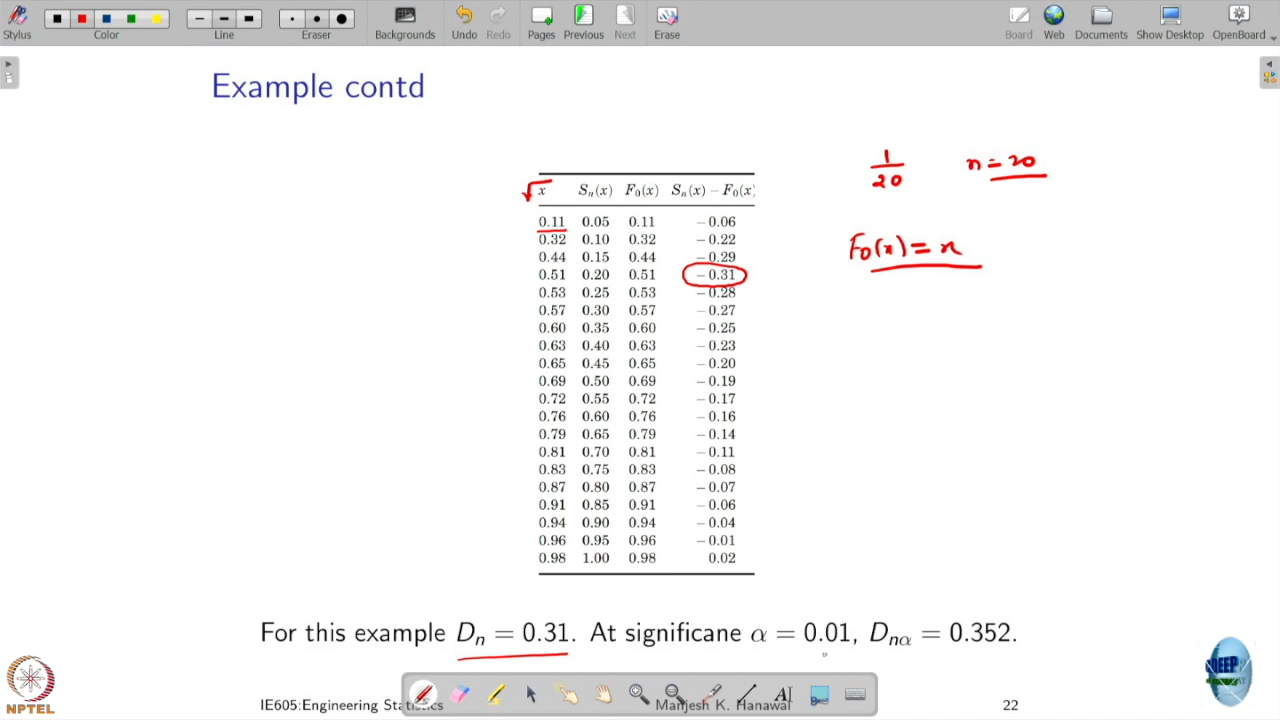 Stylus Color Line Eraser Backgrounds Undo Redo Pages Previous Next Erase Board Web Documents Show Desktop OpenBoard
Example contd
1/20 n = 20
F0(x) = x
x Sn(x) F0(x) Sn(x) − F0(x)
0.11 0.05 0.11 −0.06
0.32 0.10 0.32 −0.22
0.44 0.15 0.44 −0.29
0.51 0.20 0.51 −0.31
0.53 0.25 0.53 −0.28
0.57 0.30 0.57 −0.27
0.60 0.35 0.60 −0.25
0.63 0.40 0.63 −0.23
0.65 0.45 0.65 −0.20
0.69 0.50 0.69 −0.19
0.72 0.55 0.72 −0.17
0.76 0.60 0.76 −0.16
0.79 0.65 0.79 −0.14
0.81 0.70 0.81 −0.11
0.83 0.75 0.83 −0.08
0.87 0.80 0.87 −0.07
0.91 0.85 0.91 −0.06
0.94 0.90 0.94 −0.04
0.96 0.95 0.96 −0.01
0.98 1.00 0.98 0.02
For this example Dn = 0.31. At significane α = 0.01, Dnα = 0.352.
NPTEL
IE605:Engineering Statistics Manjesh K. Hanawal 22